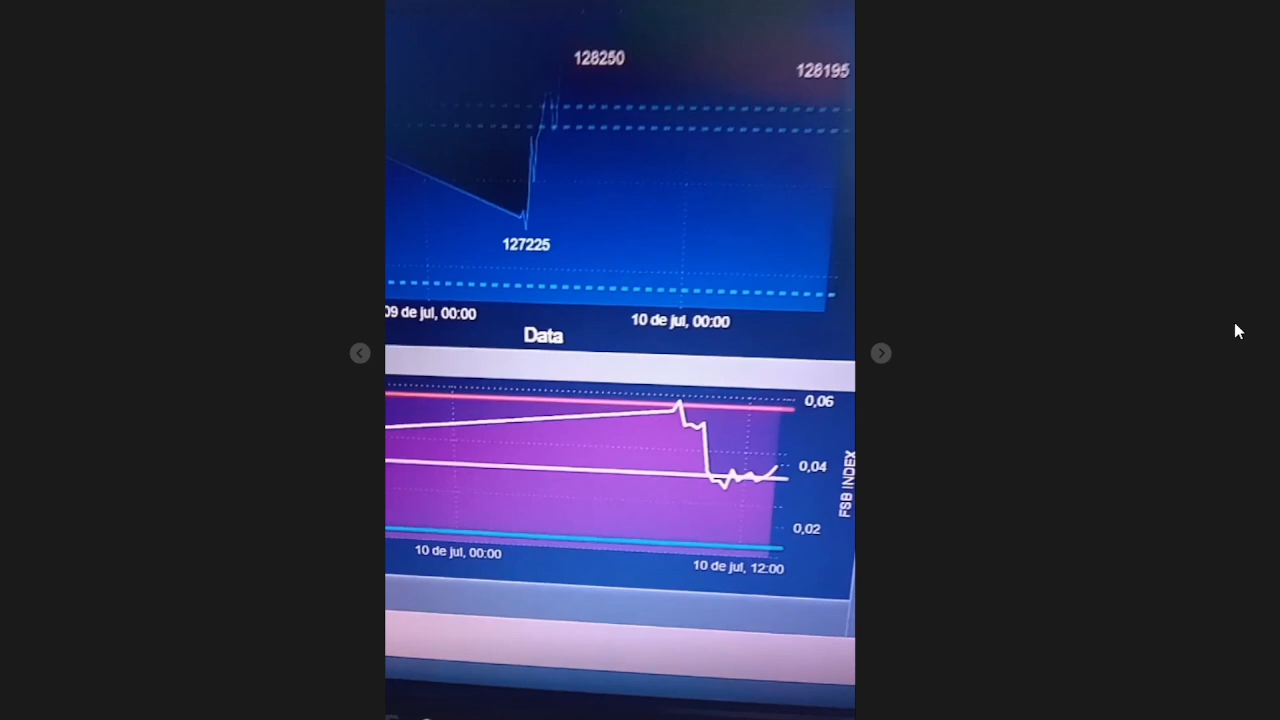 128250
128195
127225
09 de jul, 00:00
10 de jul, 00:00
Data
0,06
0,04
0,02
FSB INDEX
10 de jul, 00:00
10 de jul, 12:00